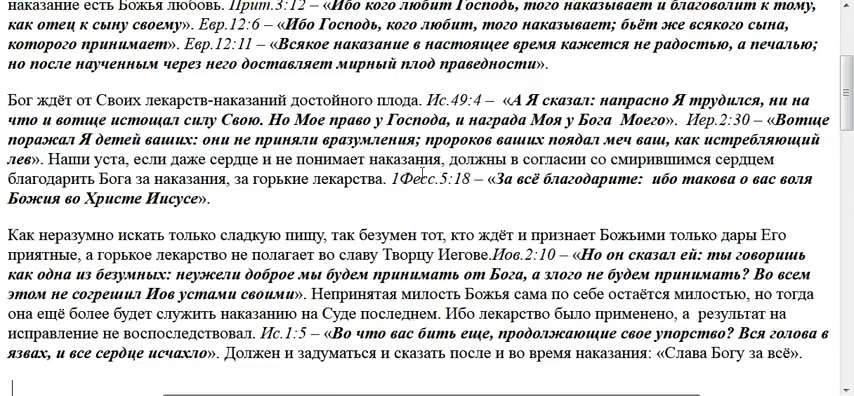 наказание есть Божья любовь. Прит.3:12 – «Ибо кого любит Господь, того наказывает и благоволит к тому,
как отец к сыну своему». Евр.12:6 – «Ибо Господь, кого любит, того наказывает; бьёт же всякого сына,
которого принимает». Евр.12:11 – «Всякое наказание в настоящее время кажется не радостью, а печалью;
но после наученным через него доставляет мирный плод праведности».
Бог ждёт от Своих лекарств-наказаний достойного плода. Ис.49:4 – «А Я сказал: напрасно Я трудился, ни на
что и вотще истощал силу Свою. Но Мое право у Господа, и награда Моя у Бога Моего». Иер.2:30 – «Вотще
поражал Я детей ваших: они не приняли вразумления; пророков ваших поядал меч ваш, как истребляющий
лев». Наши уста, если даже сердце и не понимает наказания, должны в согласии со смирившимся сердцем
благодарить Бога за наказания, за горькие лекарства. 1Фесс.5:18 – «За всё благодарите: ибо такова о вас воля
Божия во Христе Иисусе».
Как неразумно искать только сладкую пищу, так безумен тот, кто ждёт и признает Божьими только дары Его
приятные, а горькое лекарство не полагает во славу Творцу Иегове.Иов.2:10 – «Но он сказал ей: ты говоришь
как одна из безумных: неужели доброе мы будем принимать от Бога, а злого не будем принимать? Во всем
этом не согрешил Иов устами своими». Непринятая милость Божья сама по себе остаётся милостью, но тогда
она ещё более будет служить наказанию на Суде последнем. Ибо лекарство было применено, а результат на
исправление не воспоследствовал. Ис.1:5 – «Во что вас бить еще, продолжающие свое упорство? Вся голова в
язвах, и все сердце исчахло». Должен и задуматься и сказать после и во время наказания: «Слава Богу за всё».